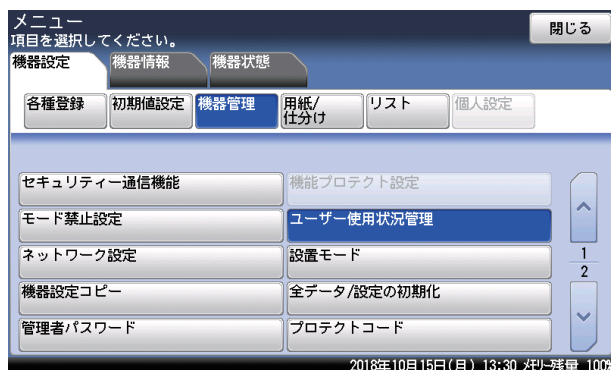 メニュー
閉じる
項目を選択してください。
機器設定 機器情報 機器状態
各種登録 初期値設定 機器管理 用紙/ リスト 個人設定
仕分け
セキュリティー通信機能 機能プロテクト設定
モード禁止設定 ユーザー使用状況管理
ネットワーク設定 設置モード
1
2
機器設定コピー 全データ/設定の初期化
管理者パスワード プロテクトコード
2018年10月15日(月) 13:30 メモリー残量 100%